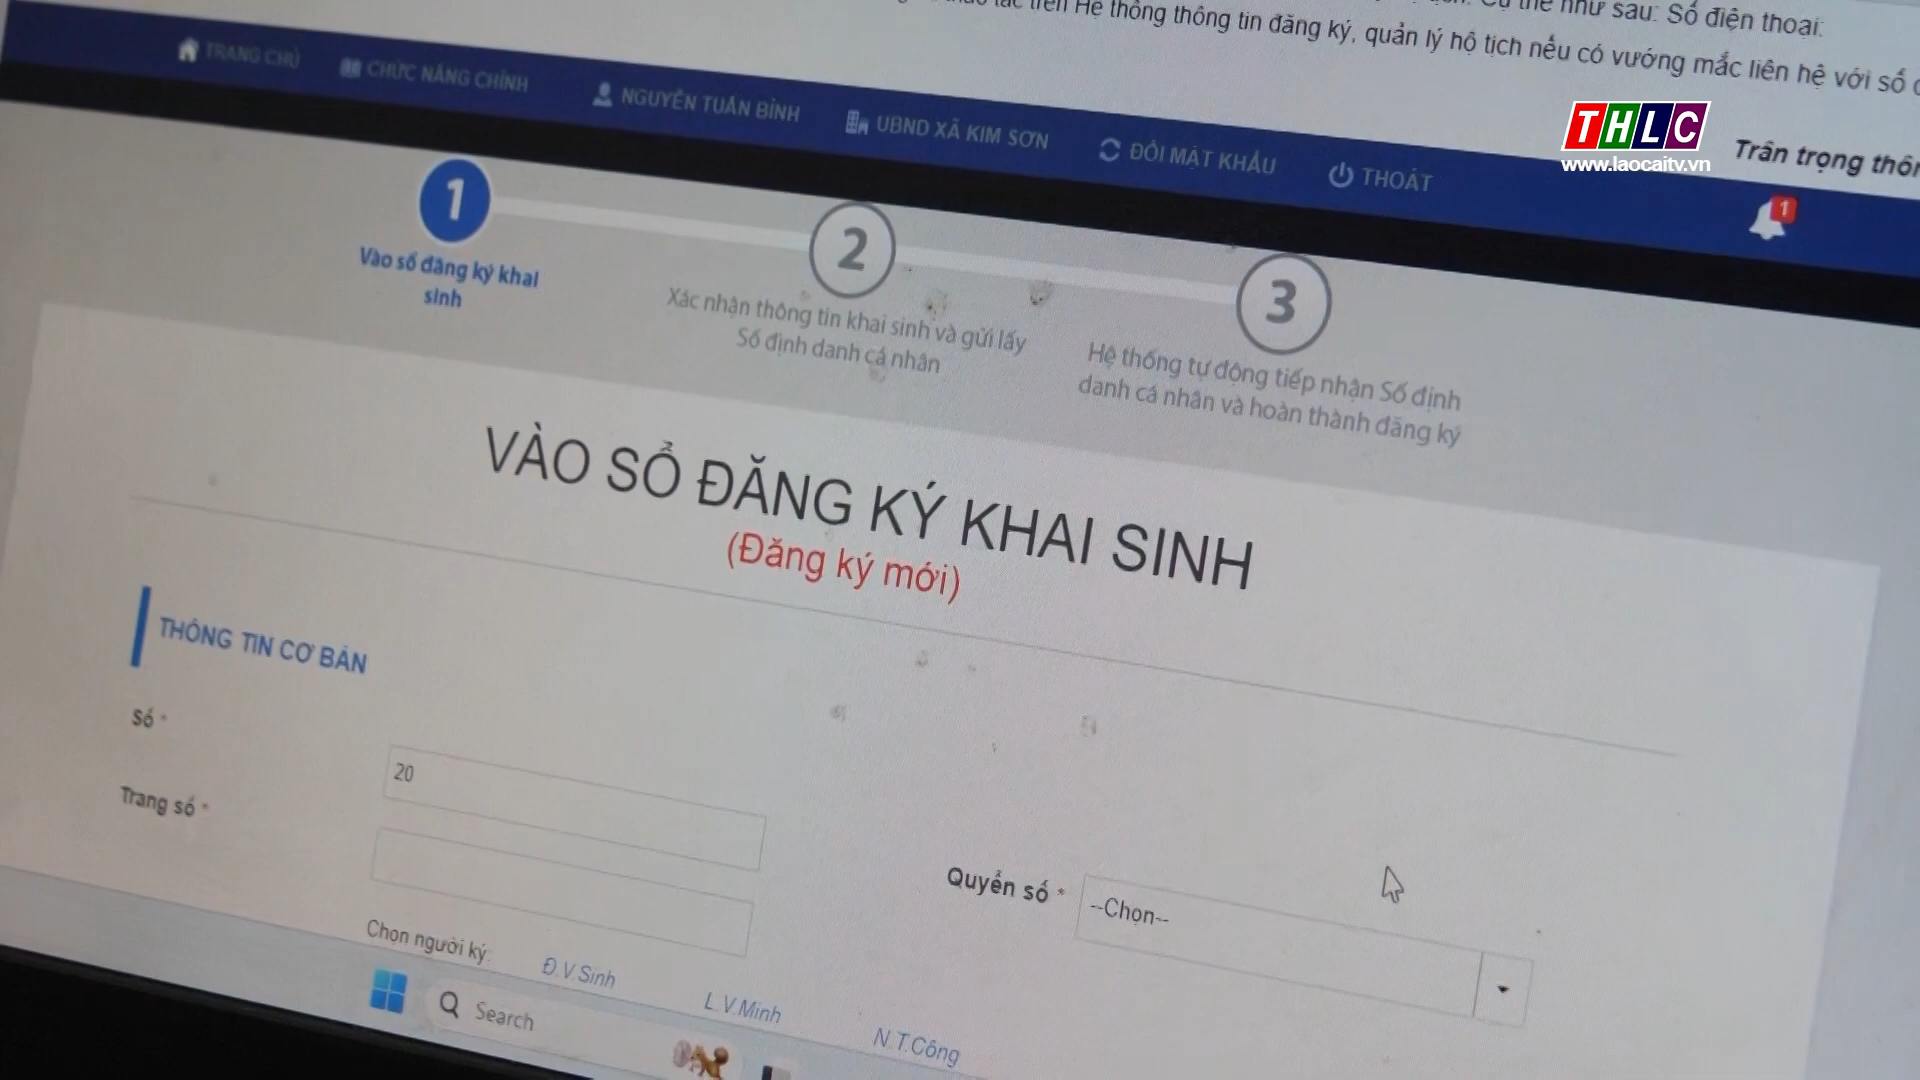 thông thông tin đăng ký, quản lý hộ tịch nếu có vướng mắc liên hệ với số
như sau: Số điện thoại:
Trân trọng
THLC
www.laocaitv.vn
TRANG CHỦ
CHỨC NĂNG CHÍNH
NGUYỄN TUẤN BÌNH
UBND XÃ KIM SƠN
ĐỔI MẬT KHẨU
THOÁT
1
1
Vào sổ đăng ký khai
sinh
2
Xác nhận thông tin khai sinh và gửi lấy
Số định danh cá nhân
3
Hệ thống tự động tiếp nhận Số định
danh cá nhân và hoàn thành đăng ký
VÀO SỔ ĐĂNG KÝ KHAI SINH
(Đăng ký mới)
THÔNG TIN CƠ BẢN
Số *
20
Trang số *
Quyển số *
--Chọn--
Chọn người ký:
Đ.V.Sinh
L.V.Minh
N.T.Công
Search